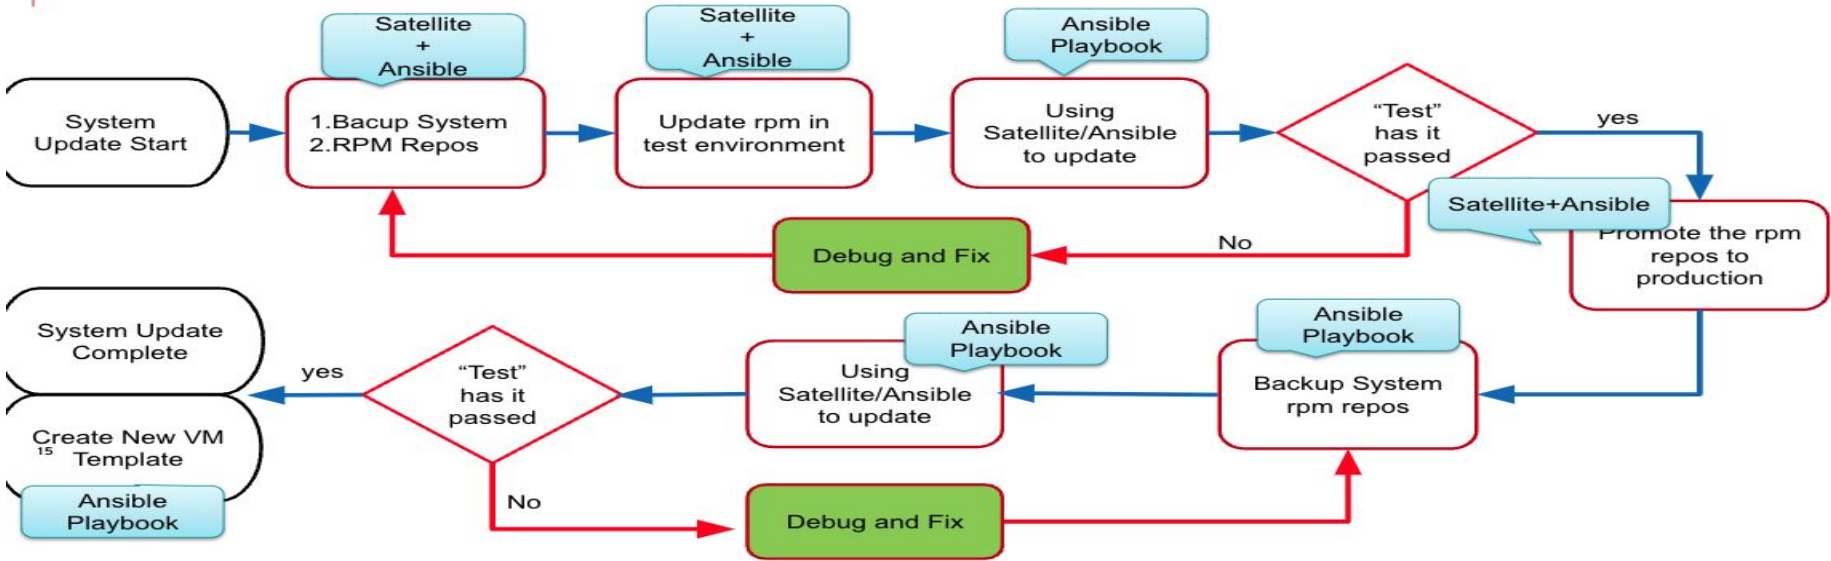 Satellite
+
Ansible
Satellite
+
Ansible
Ansible
Playbook
System
Update Start
1.Bacup System
2.RPM Repos
Update rpm in
test environment
Using
Satellite/Ansible
to update
“Test”
has it
passed
yes
Satellite+Ansible
Promote the rpm
repos to
production
No
Debug and Fix
System Update
Complete
yes
“Test”
has it
passed
Ansible
Playbook
Using
Satellite/Ansible
to update
Ansible
Playbook
Backup System
rpm repos
Create New VM
15 Template
Ansible
Playbook
No
Debug and Fix